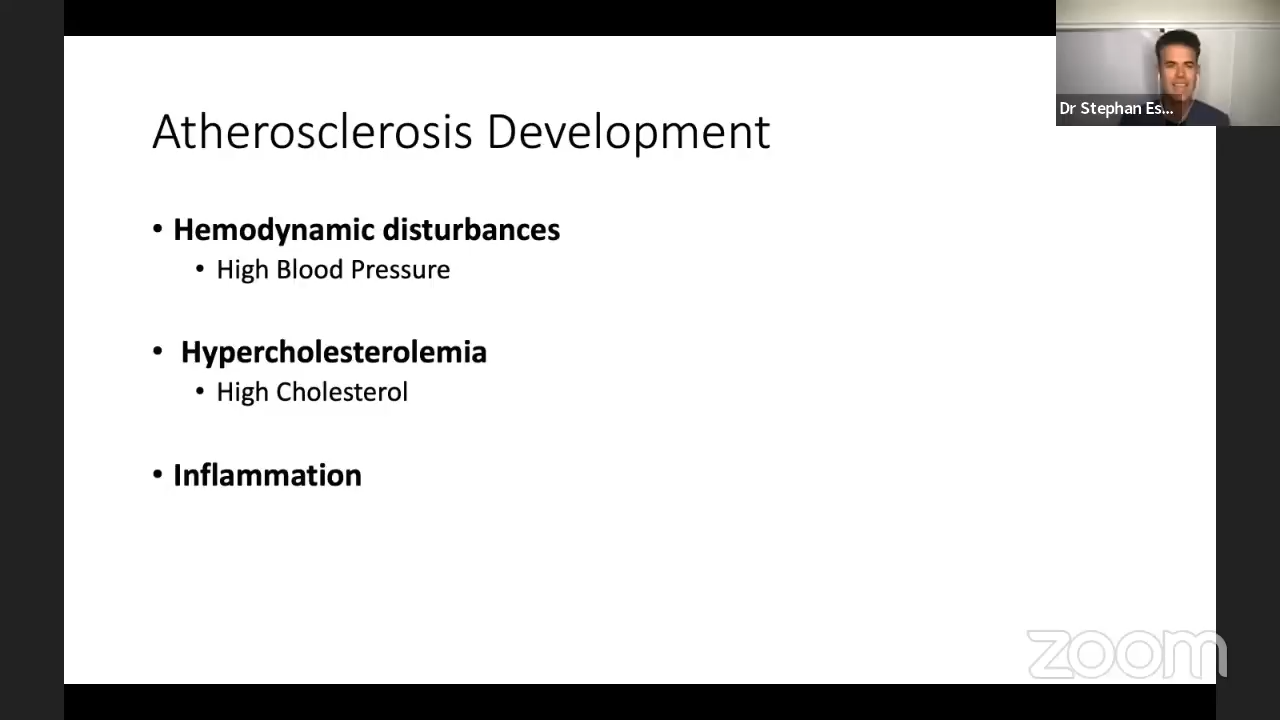 Atherosclerosis Development
• Hemodynamic disturbances
• High Blood Pressure
• Hypercholesterolemia
• High Cholesterol
• Inflammation
Dr Stephan Es...
zoom